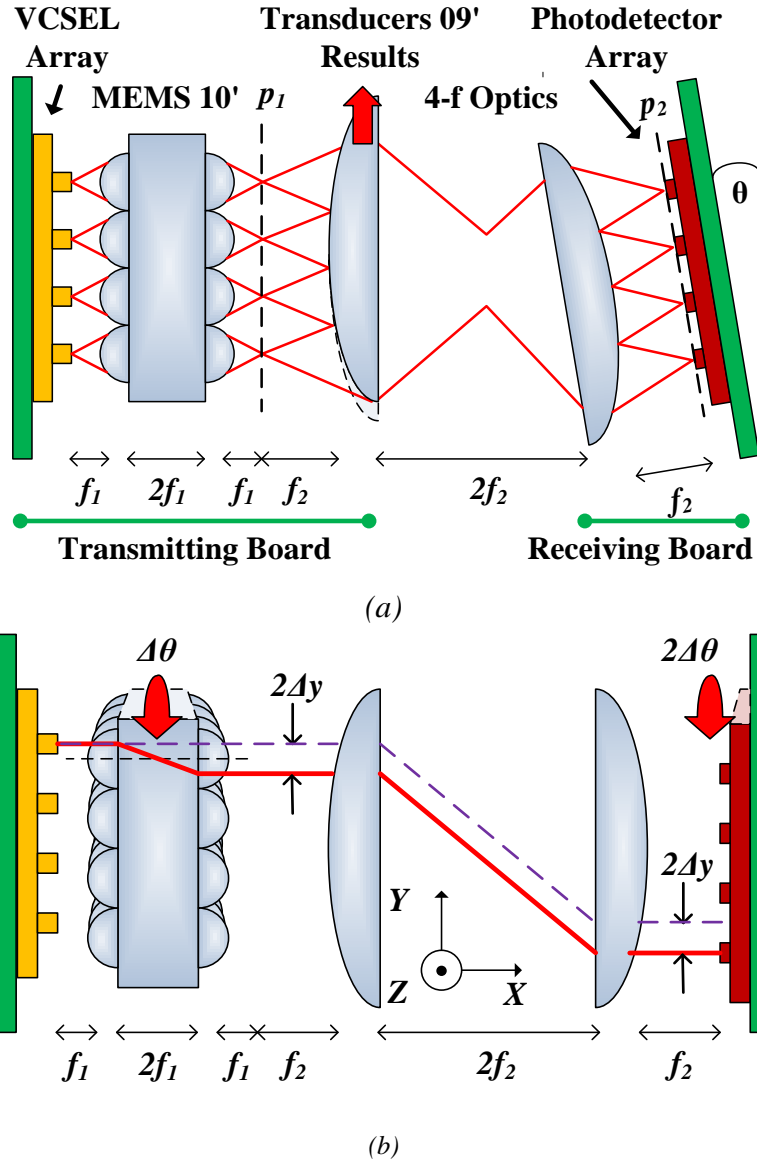 VCSEL
Array
Transducers 09'
Results
Photodetector
Array
MEMS 10'
p1
4-f Optics
p2
θ
f1
2f1
f1
f2
2f2
f2
Transmitting Board
Receiving Board
(a)
Δθ
2Δθ
2Δy
2Δy
Y
Z
X
f1
2f1
f1
f2
2f2
f2
(b)